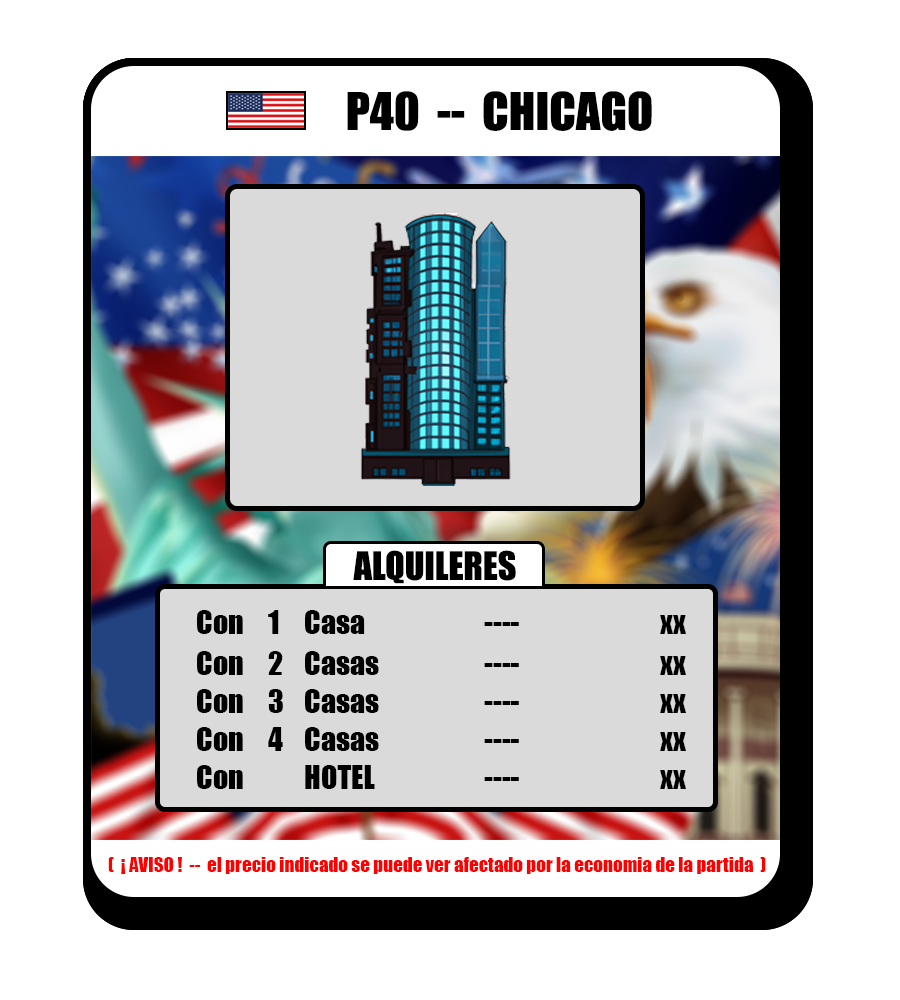 P40 -- CHICAGO
ALQUILERES
Con 1 Casa ---- xx
Con 2 Casas ---- xx
Con 3 Casas ---- xx
Con 4 Casas ---- xx
Con HOTEL ---- xx
( ¡ AVISO ! -- el precio indicado se puede ver afectado por la economia de la partida )